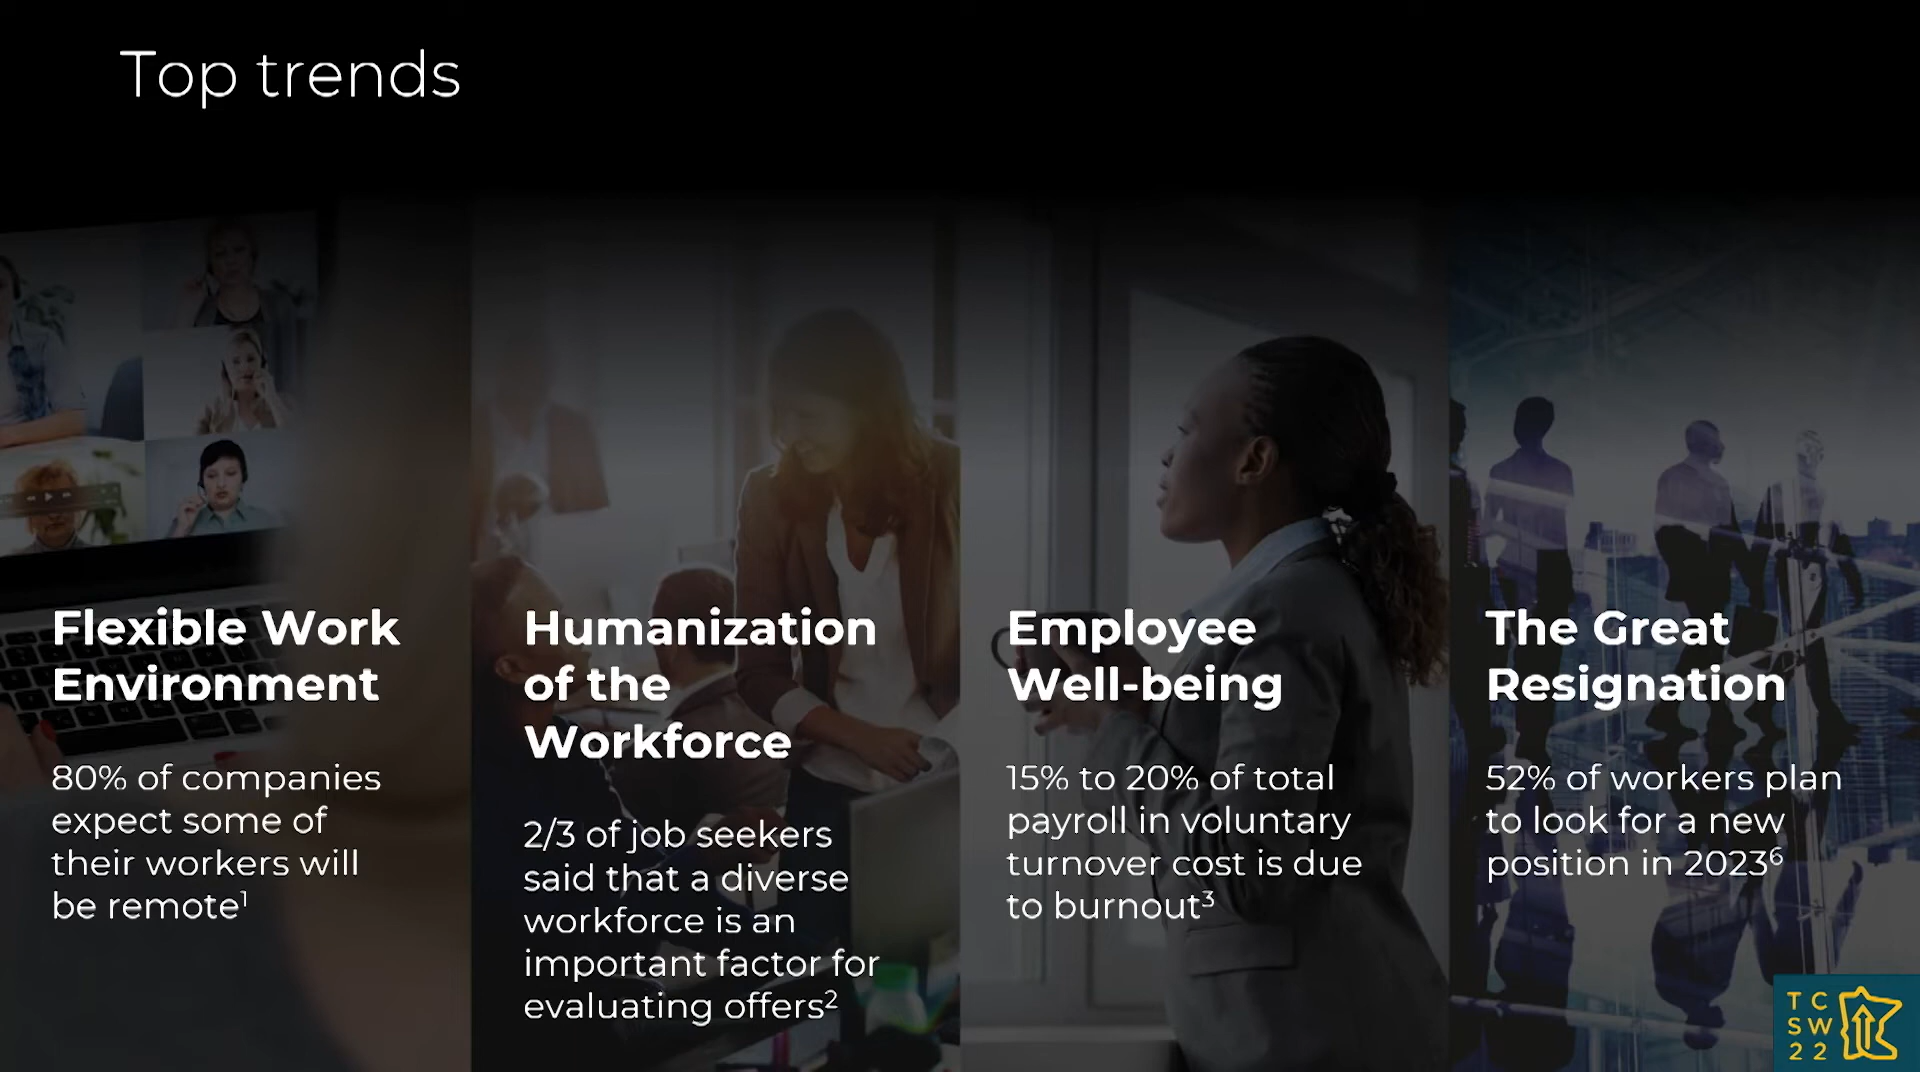 Top trends
Flexible Work
Environment
80% of companies
expect some of
their workers will
be remote¹
Humanization
of the
Workforce
2/3 of job seekers
said that a diverse
workforce is an
important factor for
evaluating offers²
Employee
Well-being
15% to 20% of total
payroll in voluntary
turnover cost is due
to burnout³
The Great
Resignation
52% of workers plan
to look for a new
position in 2023⁶
T C
S W
2 2